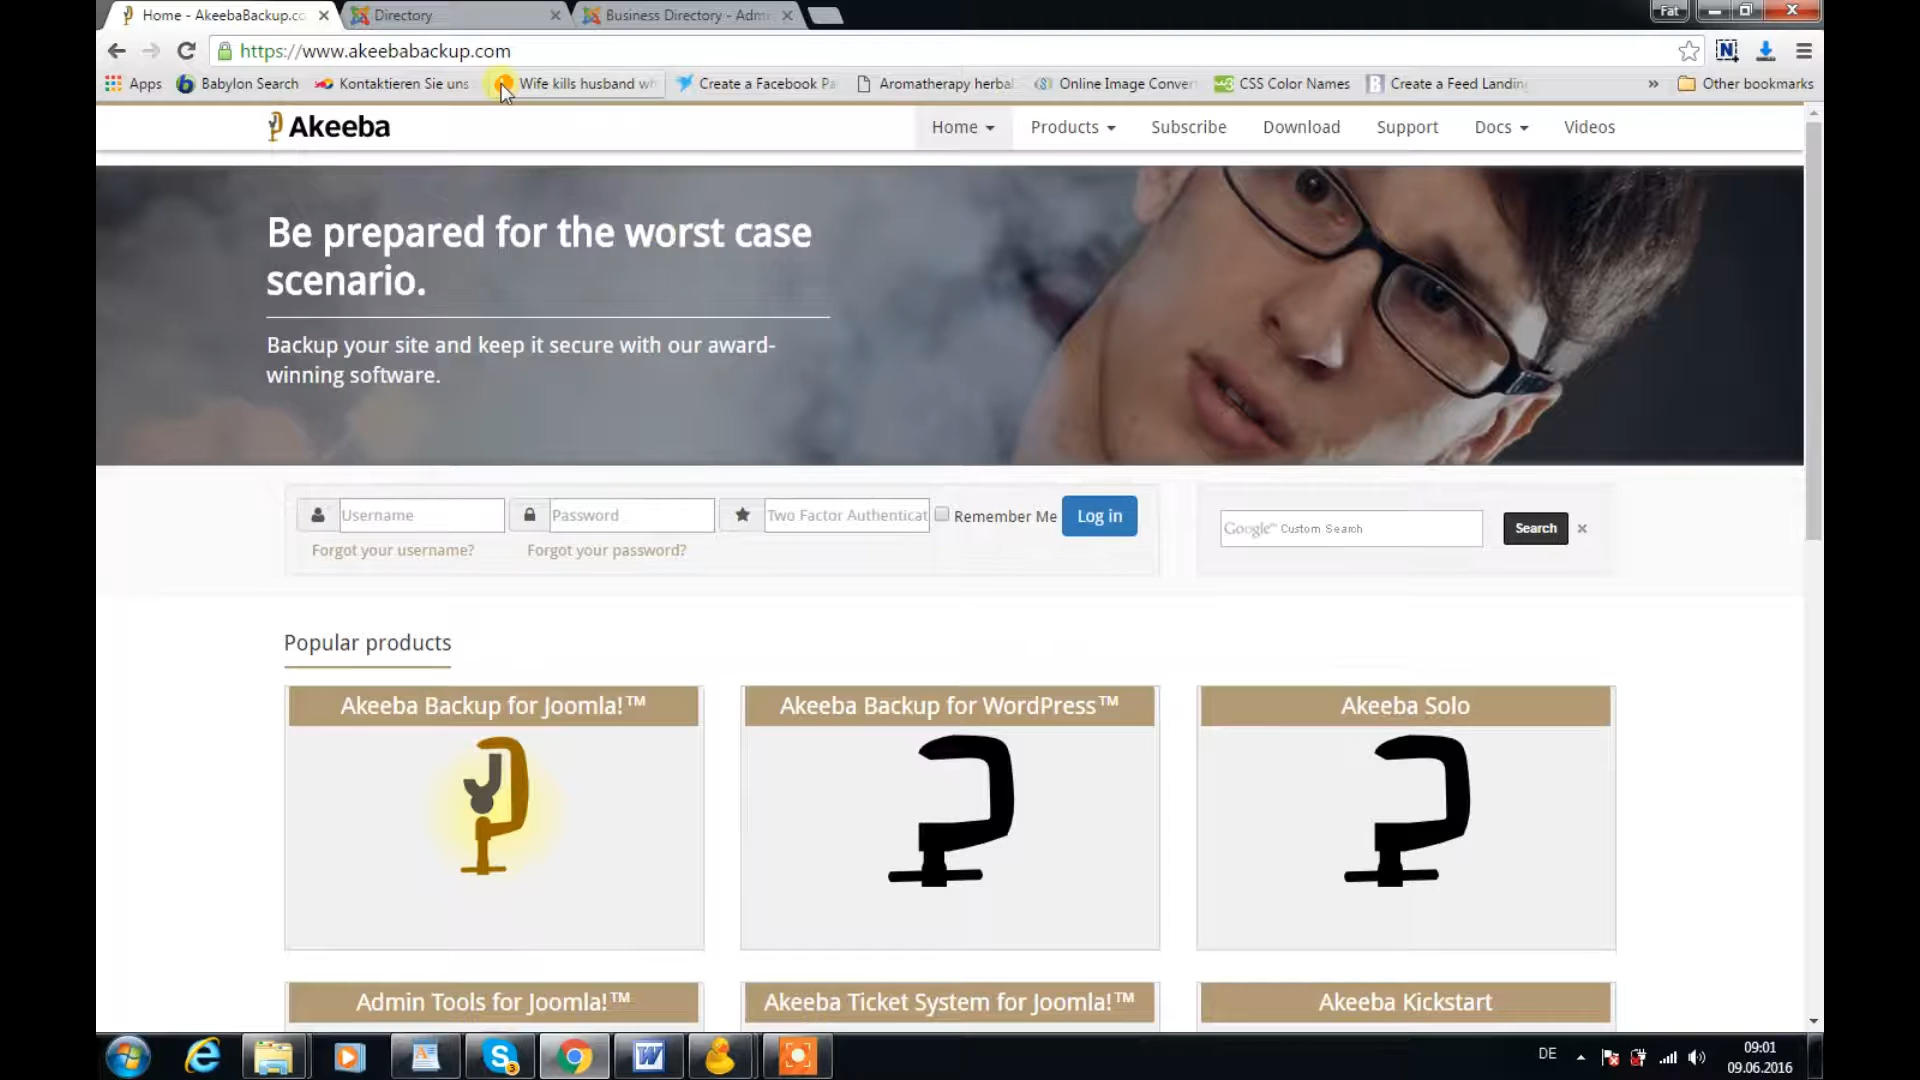 Home - AkeebaBackup.co
Directory
Business Directory - Admi
Fat
https://www.akeebabackup.com
Apps
Babylon Search
Kontaktieren Sie uns
Wife kills husband wh
Create a Facebook Pa
Aromatherapy herbal
Online Image Conver
CSS Color Names
Create a Feed Landing
»
Other bookmarks
Akeeba
Home
Products
Subscribe
Download
Support
Docs
Videos
Be prepared for the worst case
scenario.
Backup your site and keep it secure with our award-
winning software.
Username
Password
Two Factor Authenticat
Remember Me
Log in
Forgot your username?
Forgot your password?
Google™ Custom Search
Search
Popular products
Akeeba Backup for Joomla!™
Akeeba Backup for WordPress™
Akeeba Solo
Admin Tools for Joomla!™
Akeeba Ticket System for Joomla!™
Akeeba Kickstart
DE
09:01
09.06.2016